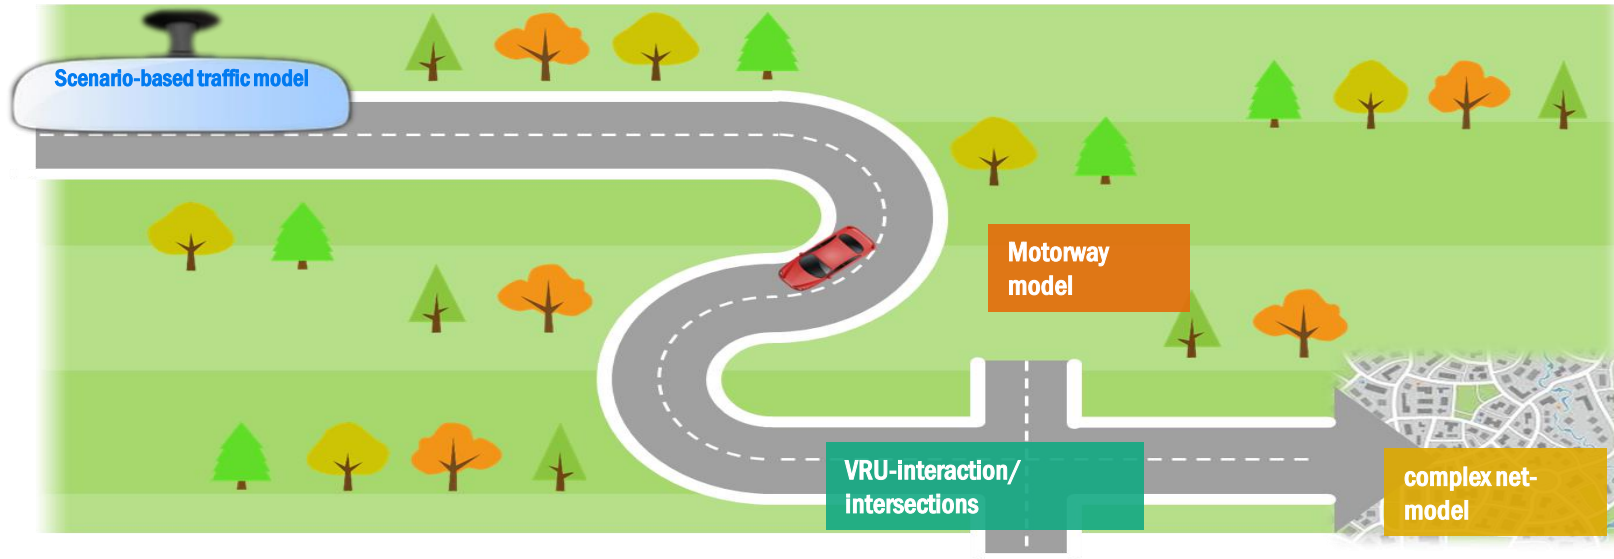 Scenario-based traffic model
Motorway
model
VRU-interaction/
intersections
complex net-
model